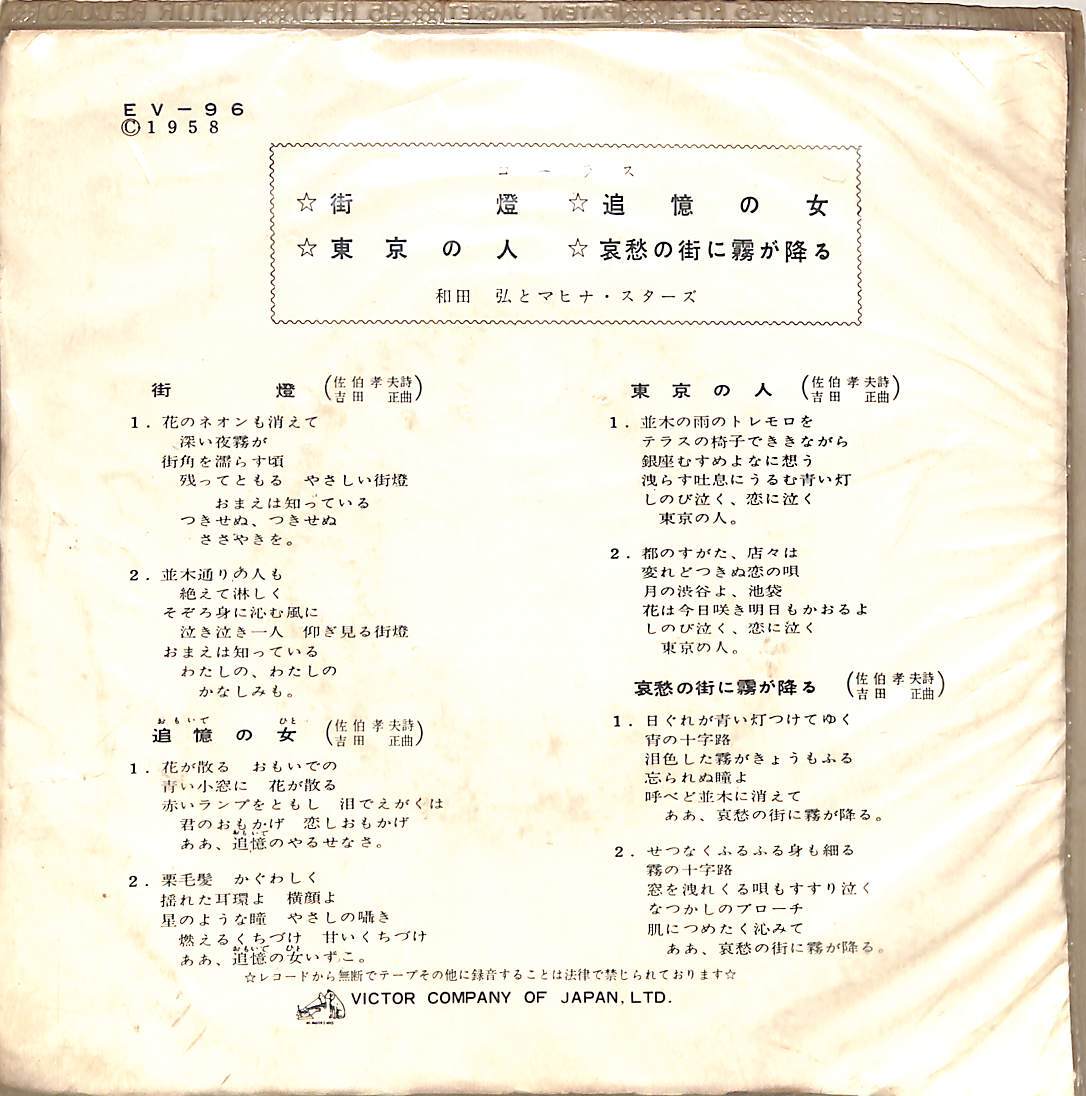 EV-96
Ⓒ1958
コーラス
☆街燈 ☆追憶の女
☆東京の人 ☆哀愁の街に霧が降る
和田 弘とマヒナ・スターズ
街燈 (佐伯孝夫詩
吉田 正曲)
1. 花のネオンも消えて
深い夜霧が
街角を濡らす頃
残ってともる やさしい街燈
おまえは知っている
つきせぬ、つきせぬ
ささやきを。
2. 並木通りの人も
絶えて淋しく
そぞろ身に沁む風に
泣き泣き一人 仰ぎ見る街燈
おまえは知っている
わたしの、わたしの
かなしみも。
おもいで ひと
追憶の女 (佐伯孝夫詩
吉田 正曲)
1. 花が散る おもいでの
青い小窓に 花が散る
赤いランプをともし 泪でえがくは
君のおもかげ 恋しおもかげ
おもいで
ああ、追憶のやるせなさ。
2. 栗毛髪 かぐわしく
揺れた耳環よ 横顔よ
星のような瞳 やさしの囁き
燃えるくちづけ 甘いくちづけ
おもいで ひと
ああ、追憶の女いずこ。
東京の人 (佐伯孝夫詩
吉田 正曲)
1. 並木の雨のトレモロを
テラスの椅子でききながら
銀座むすめよなに想う
洩らす吐息にうるむ青い灯
しのび泣く、恋に泣く
東京の人。
2. 都のすがた、店々は
変れどつきぬ恋の唄
月の渋谷よ、池袋
花は今日咲き明日もかおるよ
しのび泣く、恋に泣く
東京の人。
哀愁の街に霧が降る (佐伯孝夫詩
吉田 正曲)
1. 日ぐれが青い灯つけてゆく
宵の十字路
泪色した霧がきょうもふる
忘られぬ瞳よ
呼べど並木に消えて
ああ、哀愁の街に霧が降る。
2. せつなくふるふる身も細る
霧の十字路
窓を洩れくる唄もすすり泣く
なつかしのブローチ
肌につめたく沁みて
ああ、哀愁の街に霧が降る。
☆レコードから無断でテープその他に録音することは法律で禁じられております☆
VICTOR COMPANY OF JAPAN, LTD.